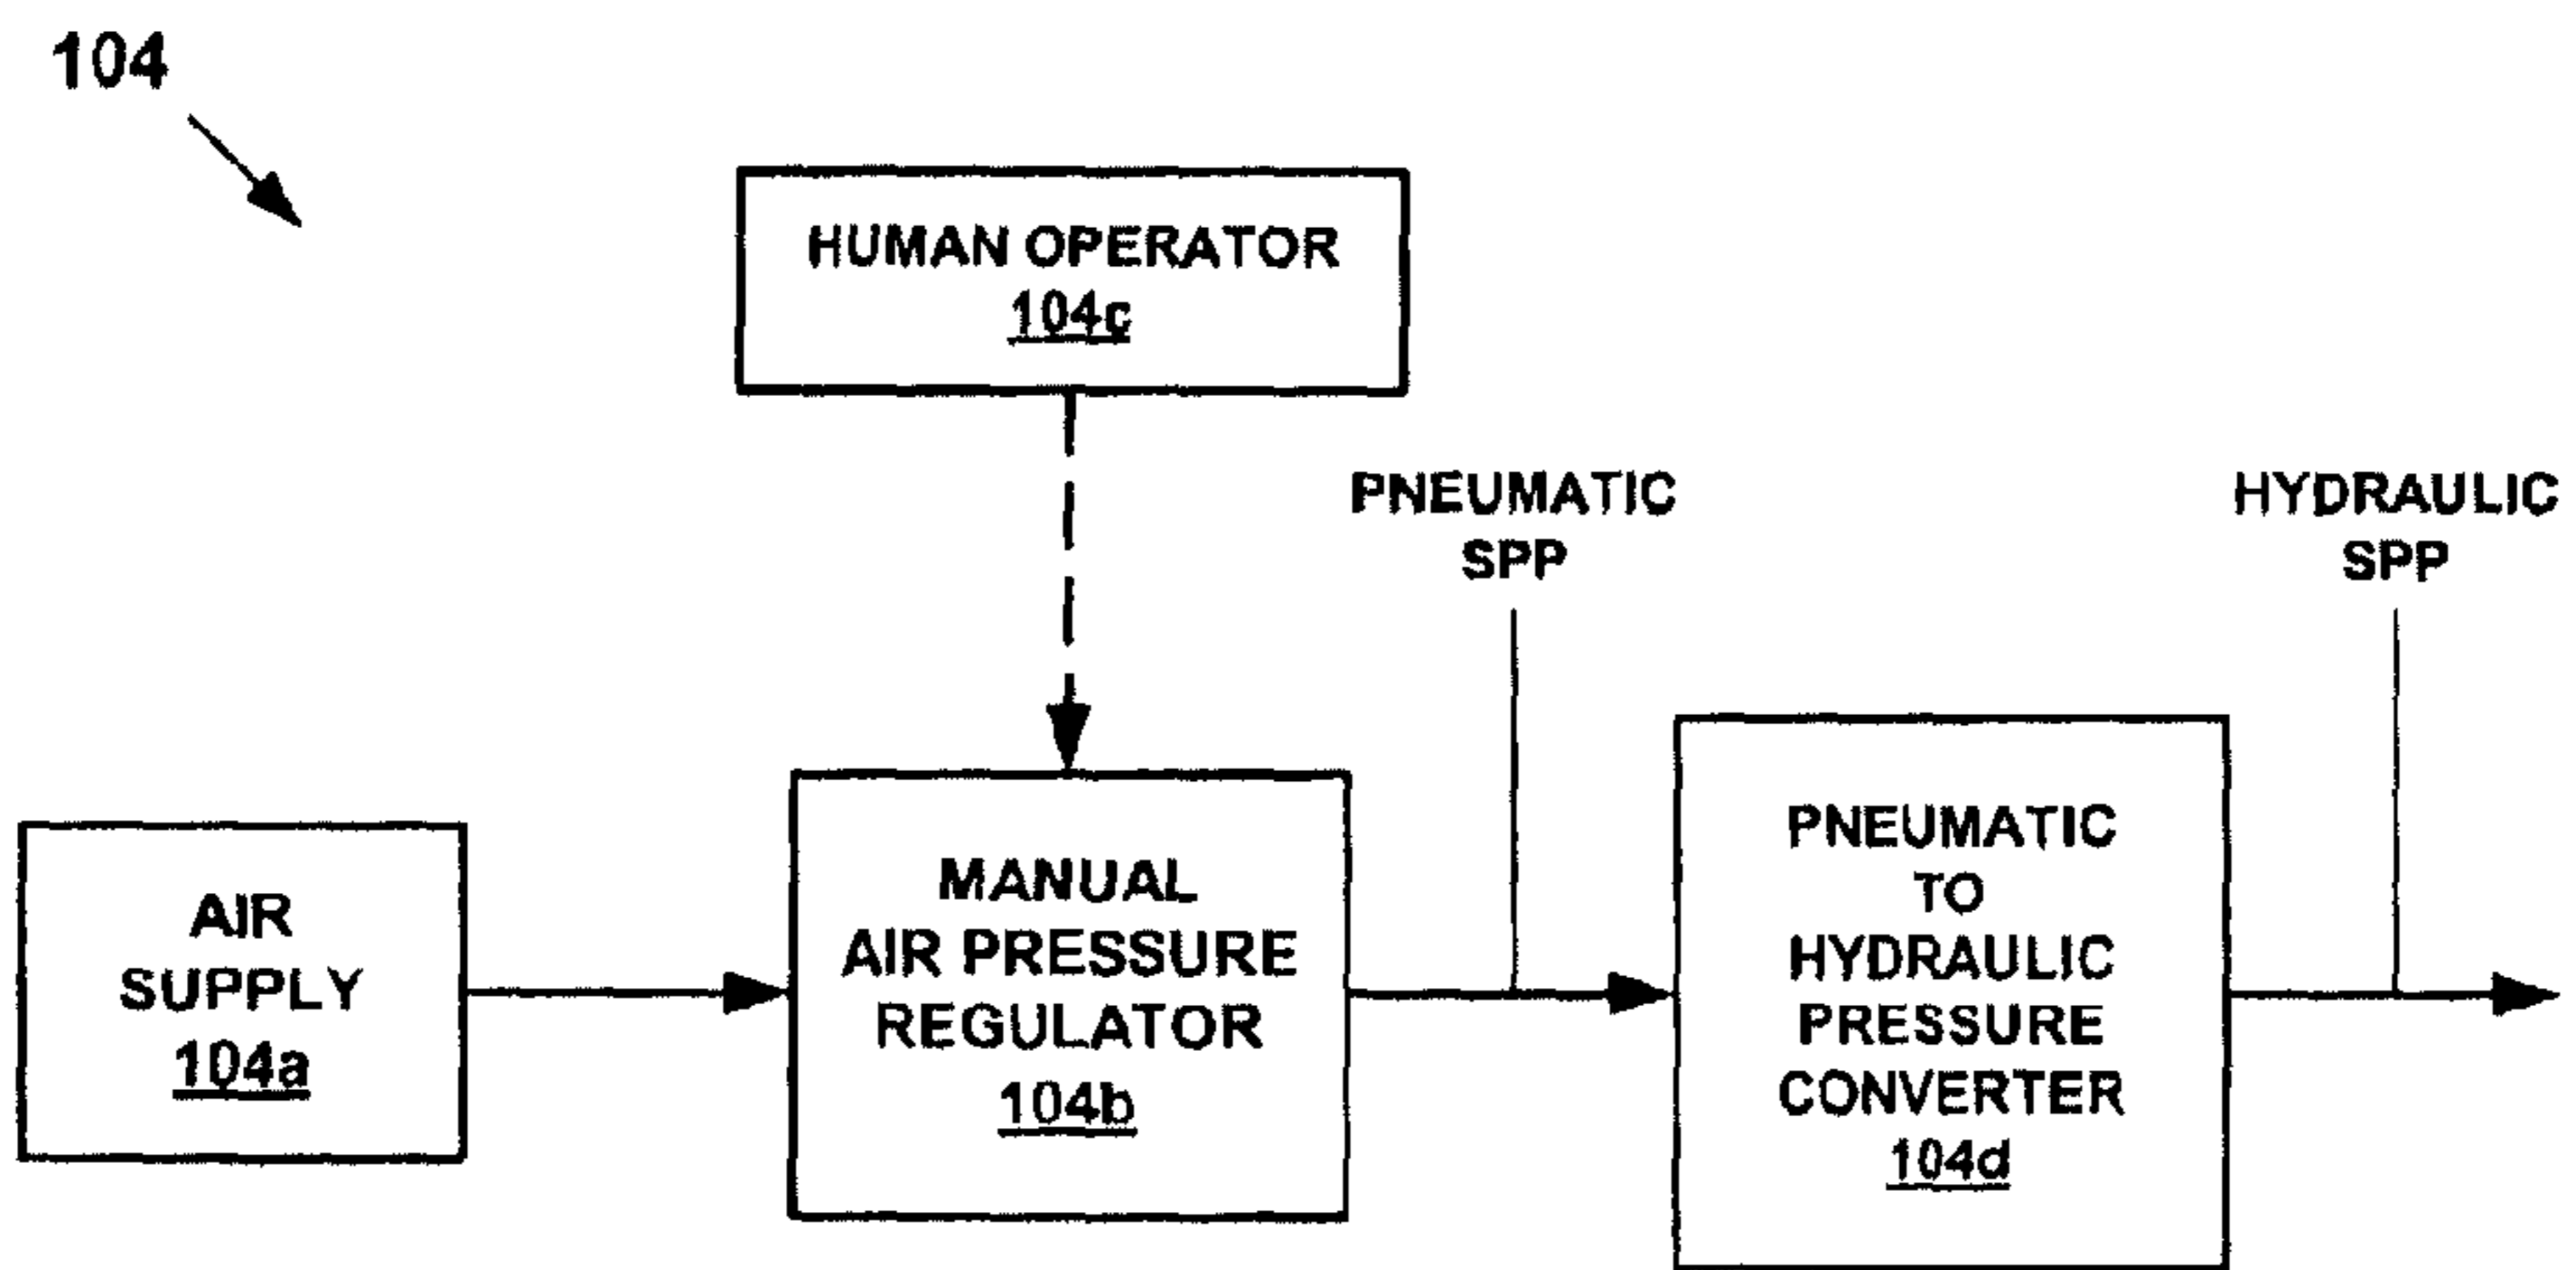 104
HUMAN OPERATOR
104c
PNEUMATIC
SPP
HYDRAULIC
SPP
AIR
SUPPLY
104a
MANUAL
AIR PRESSURE
REGULATOR
104b
PNEUMATIC
TO
HYDRAULIC
PRESSURE
CONVERTER
104d